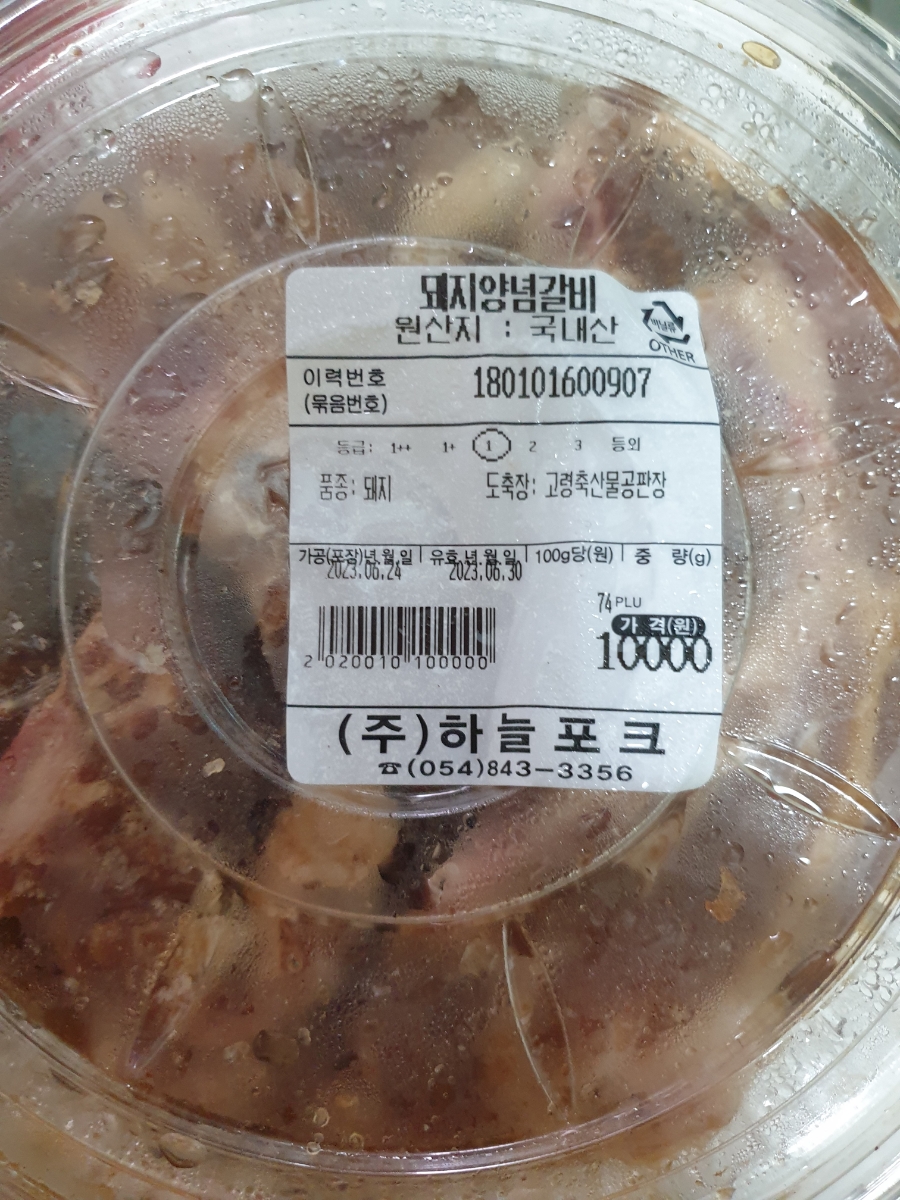 돼지양념갈비
원산지 : 국내산
비닐류
OTHER
이력번호 180101600907
(묶음번호)
등급: 1++ 1+ 1 2 3 등외
품종: 돼지 도축장: 고령축산물공판장
가공(포장)년.월.일 유효.년.월.일 100g당(원) 중 량(g)
2023.06.24 2023.06.30
74 PLU
가 격(원)
10000
2 020010 100000
(주)하늘포크
☎(054)843-3356